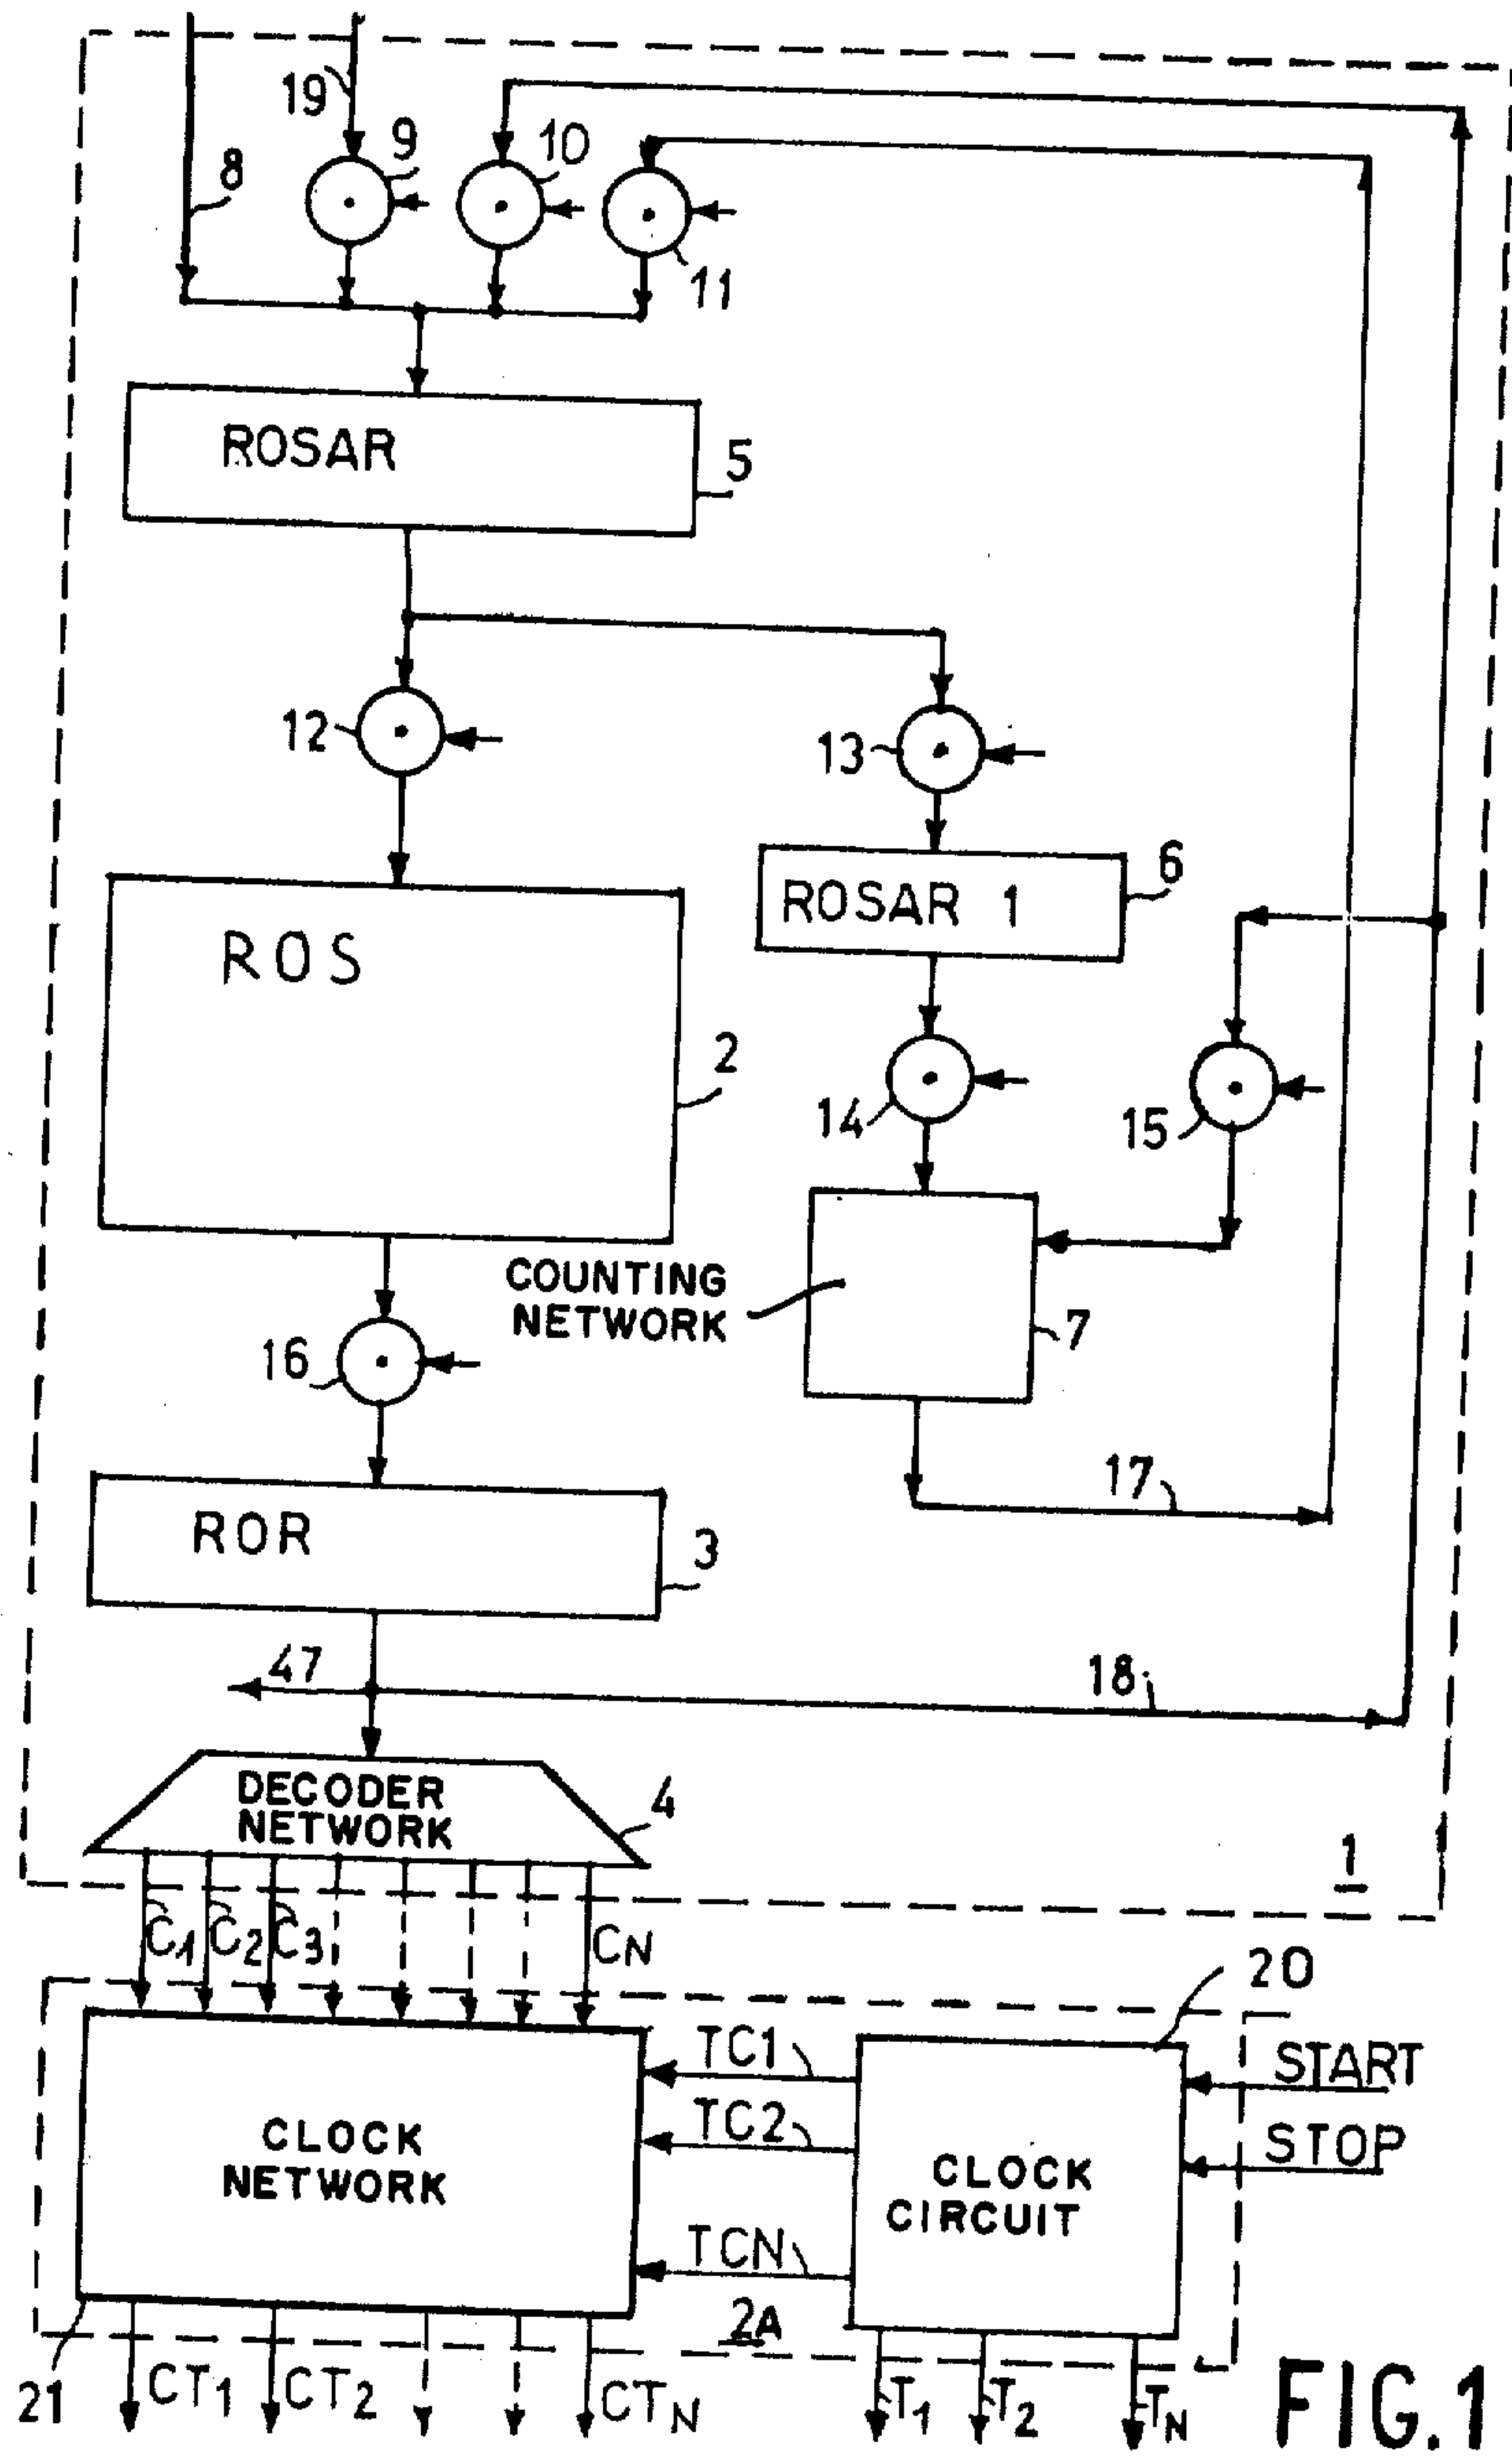 19
9
10
8
11
ROSAR
5
12
13
ROSAR 1
6
ROS
2
14
15
COUNTING
NETWORK
7
16
17
ROR
3
47
18
DECODER
NETWORK
4
1
C1
C2
C3
CN
20
TC1
START
TC2
STOP
CLOCK
NETWORK
CLOCK
CIRCUIT
TCN
2A
21
CT1
CT2
CTN
T1
T2
TN
FIG.1